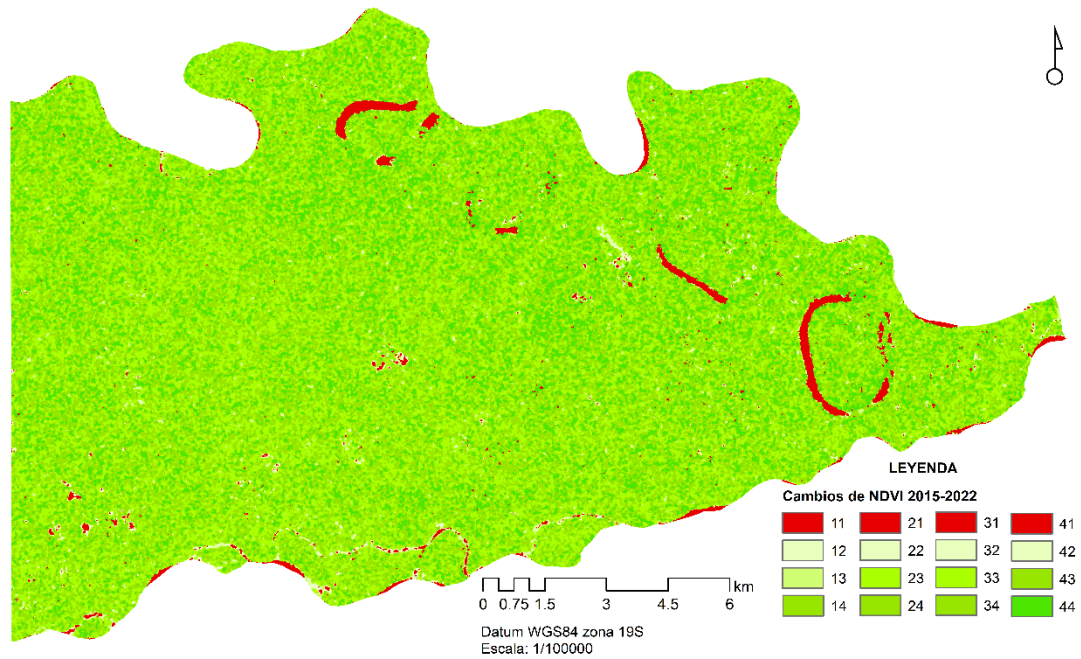 LEYENDA
Cambios de NDVI 2015-2022
11 21 31 41
12 22 32 42
13 23 33 43
14 24 34 44
km
0 0.75 1.5 3 4.5 6
Datum WGS84 zona 19S
Escala: 1/100000